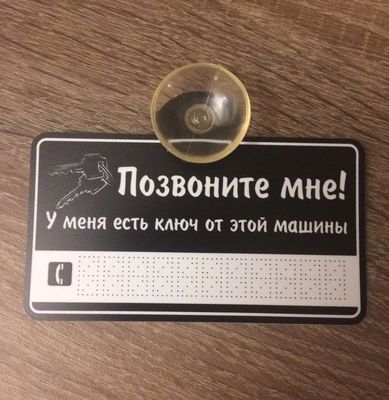 Позвоните мне!
У меня есть ключ от этой машины